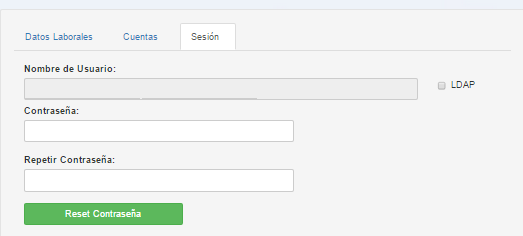 Datos Laborales Cuentas Sesión
Nombre de Usuario:
LDAP
Contraseña:
Repetir Contraseña:
Reset Contraseña